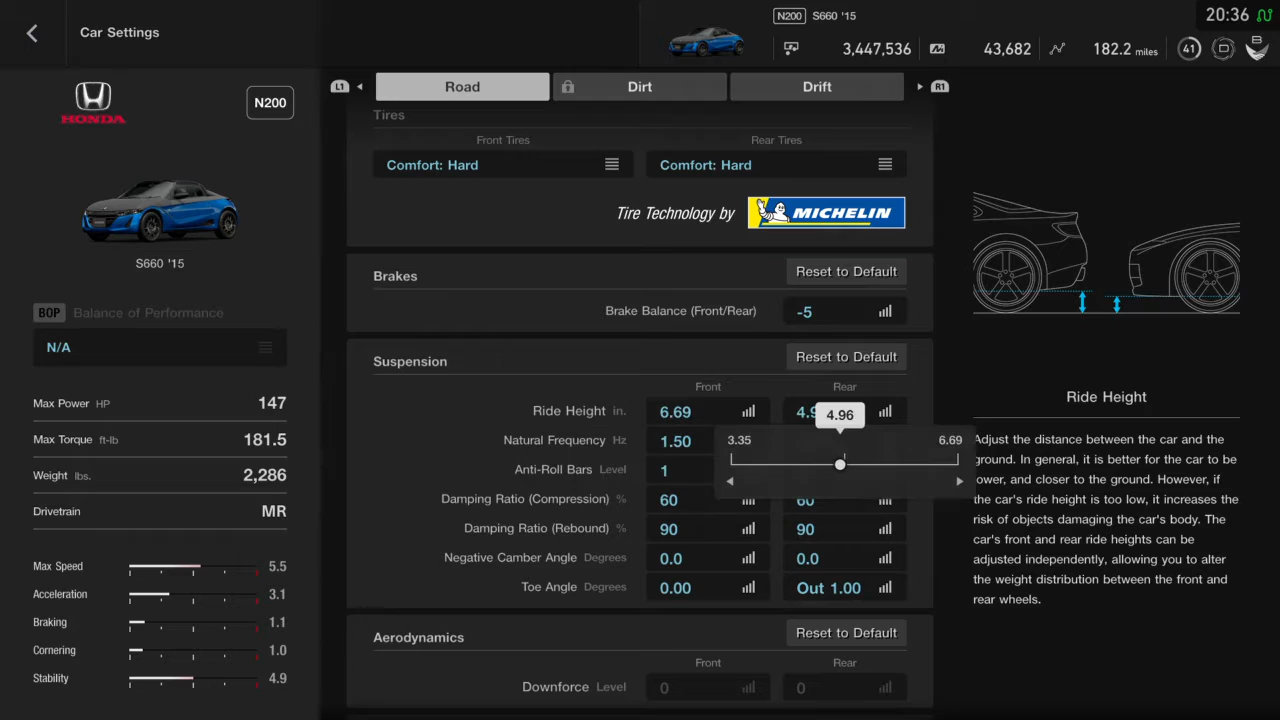 Car Settings
N200 S660 '15
20:36
3,447,536
43,682
182.2 miles
41
B
HONDA
N200
S660 '15
BOP Balance of Performance
N/A
Max Power HP 147
Max Torque ft-lb 181.5
Weight lbs. 2,286
Drivetrain MR
Max Speed 5.5
Acceleration 3.1
Braking 1.1
Cornering 1.0
Stability 4.9
L1 Road Dirt Drift R1
Tires
Front Tires Rear Tires
Comfort: Hard Comfort: Hard
Tire Technology by MICHELIN
Brakes Reset to Default
Brake Balance (Front/Rear) -5
Suspension Reset to Default
Front Rear
Ride Height in. 6.69
4.96
3.35 6.69
Natural Frequency Hz 1.50
Anti-Roll Bars Level 1
Damping Ratio (Compression) % 60 60
Damping Ratio (Rebound) % 90 90
Negative Camber Angle Degrees 0.0 0.0
Toe Angle Degrees 0.00 Out 1.00
Aerodynamics Reset to Default
Front Rear
Downforce Level 0 0
Ride Height
Adjust the distance between the car and the
ground. In general, it is better for the car to be
lower, and closer to the ground. However, if
the car's ride height is too low, it increases the
risk of objects damaging the car's body. The
car's front and rear ride heights can be
adjusted independently, allowing you to alter
the weight distribution between the front and
rear wheels.